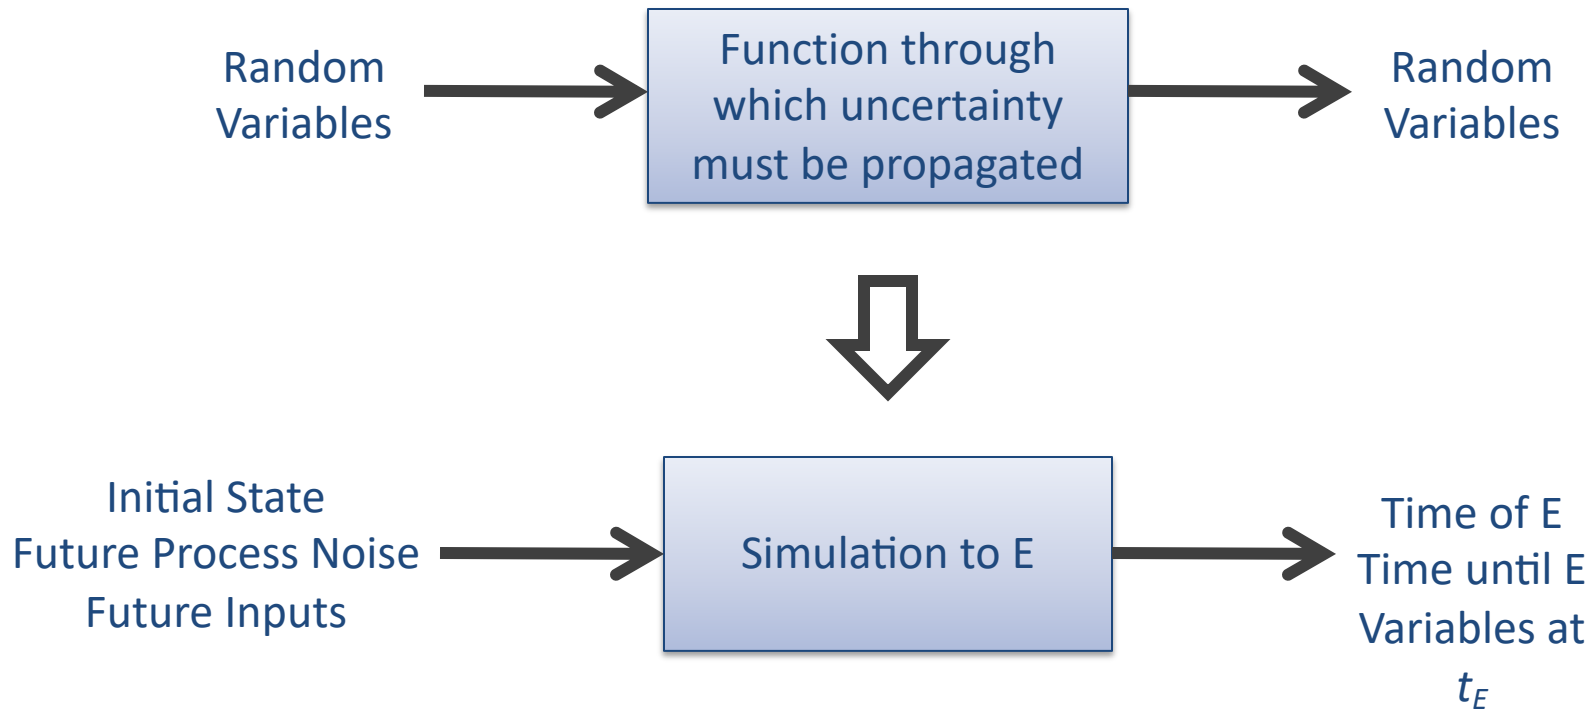 Random
Variables
Function through
which uncertainty
must be propagated
Random
Variables
Initial State
Future Process Noise
Future Inputs
Simulation to E
Time of E
Time until E
Variables at
t_E